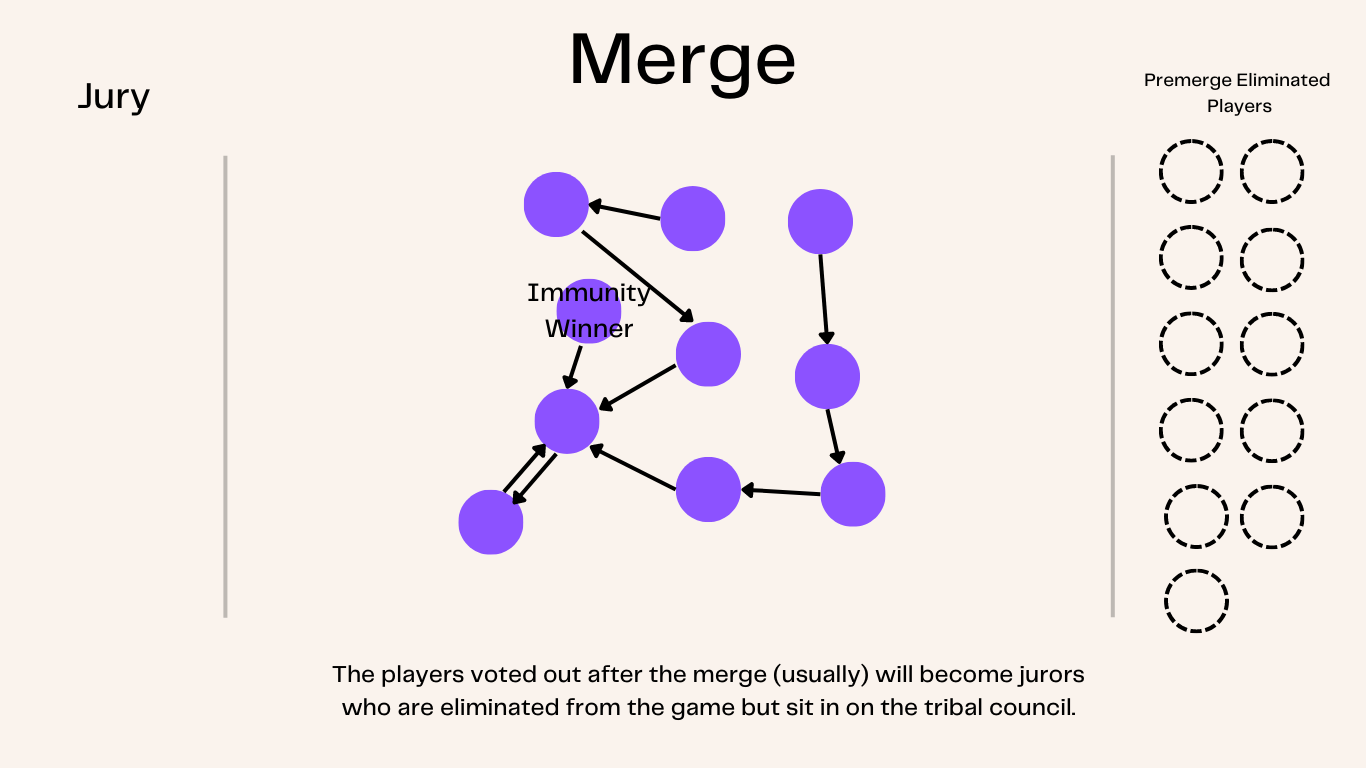 Merge
Jury
Premerge Eliminated
Players
Immunity
Winner
The players voted out after the merge (usually) will become jurors
who are eliminated from the game but sit in on the tribal council.